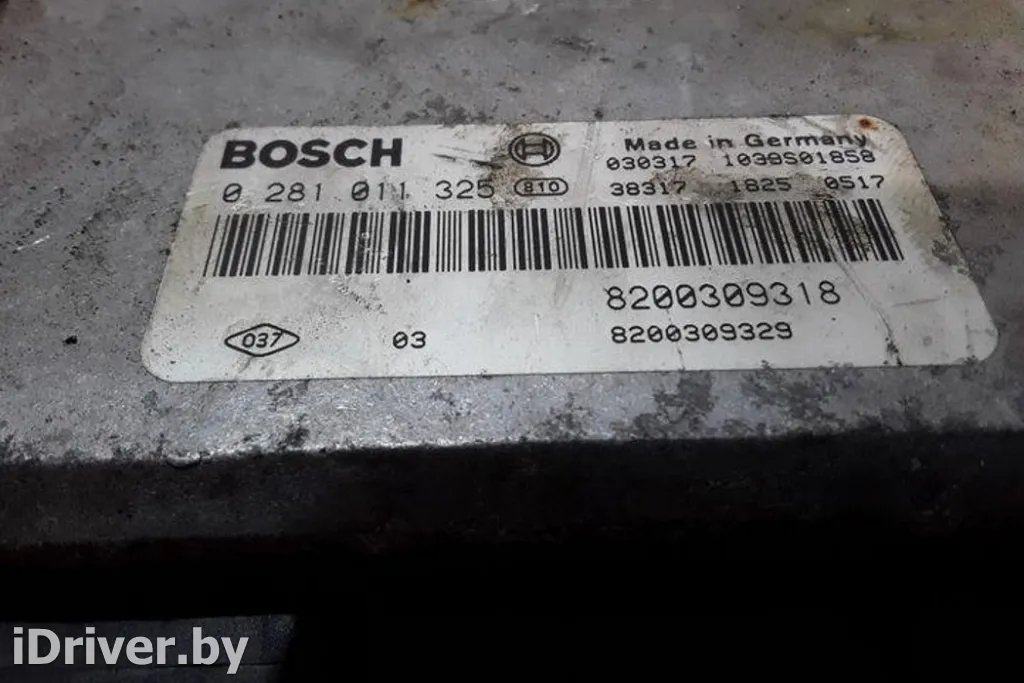 BOSCH
Made in Germany
030317 1039S01858
0 281 011 325 810
38317 1825 0517
8200309318
037 03 8200309329
iDriver.by